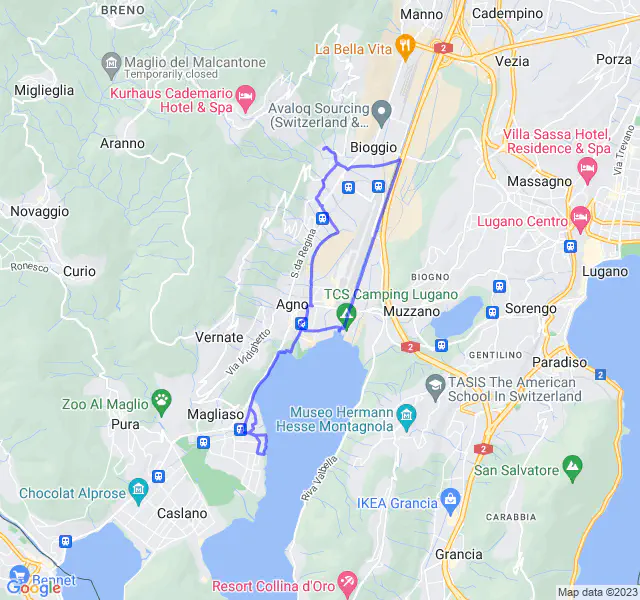 BRENO
Manno
Cadempino
La Bella Vita
2
Vezia
Porza
Maglio del Malcantone
Temporarily closed
Miglieglia
Kurhaus Cademario
Hotel & Spa
Avaloq Sourcing
(Switzerland &...
Via Trevano
Villa Sassa Hotel,
Residence & Spa
Aranno
Bioggio
Massagno
Novaggio
Lugano Centro
S. da Regina
Ronesco
Curio
BIOGNO
Lugano
TCS Camping Lugano
Agno
Muzzano
Sorengo
Vernate
2
GENTILINO
Paradiso
2
TASIS The American
School In Switzerland
Zoo Al Maglio
Magliaso
Pura
Museo Hermann
Hesse Montagnola
2
Riva Valbella
San Salvatore
Chocolat Alprose
IKEA Grancia
Caslano
CARABBIA
Grancia
Bennet
Google
Resort Collina d'Oro
Map data ©2023